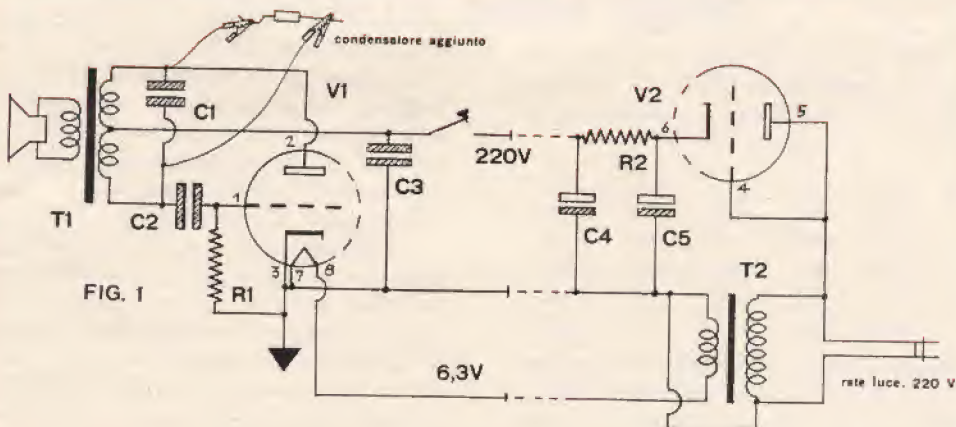 condensatore aggiunto
V1
V2
C1
5
6
2
4
220V
R2
C3
1
T1
C2
C4
C5
T2
3
7
8
R1
FIG. 1
6,3V
rete luce. 220 V